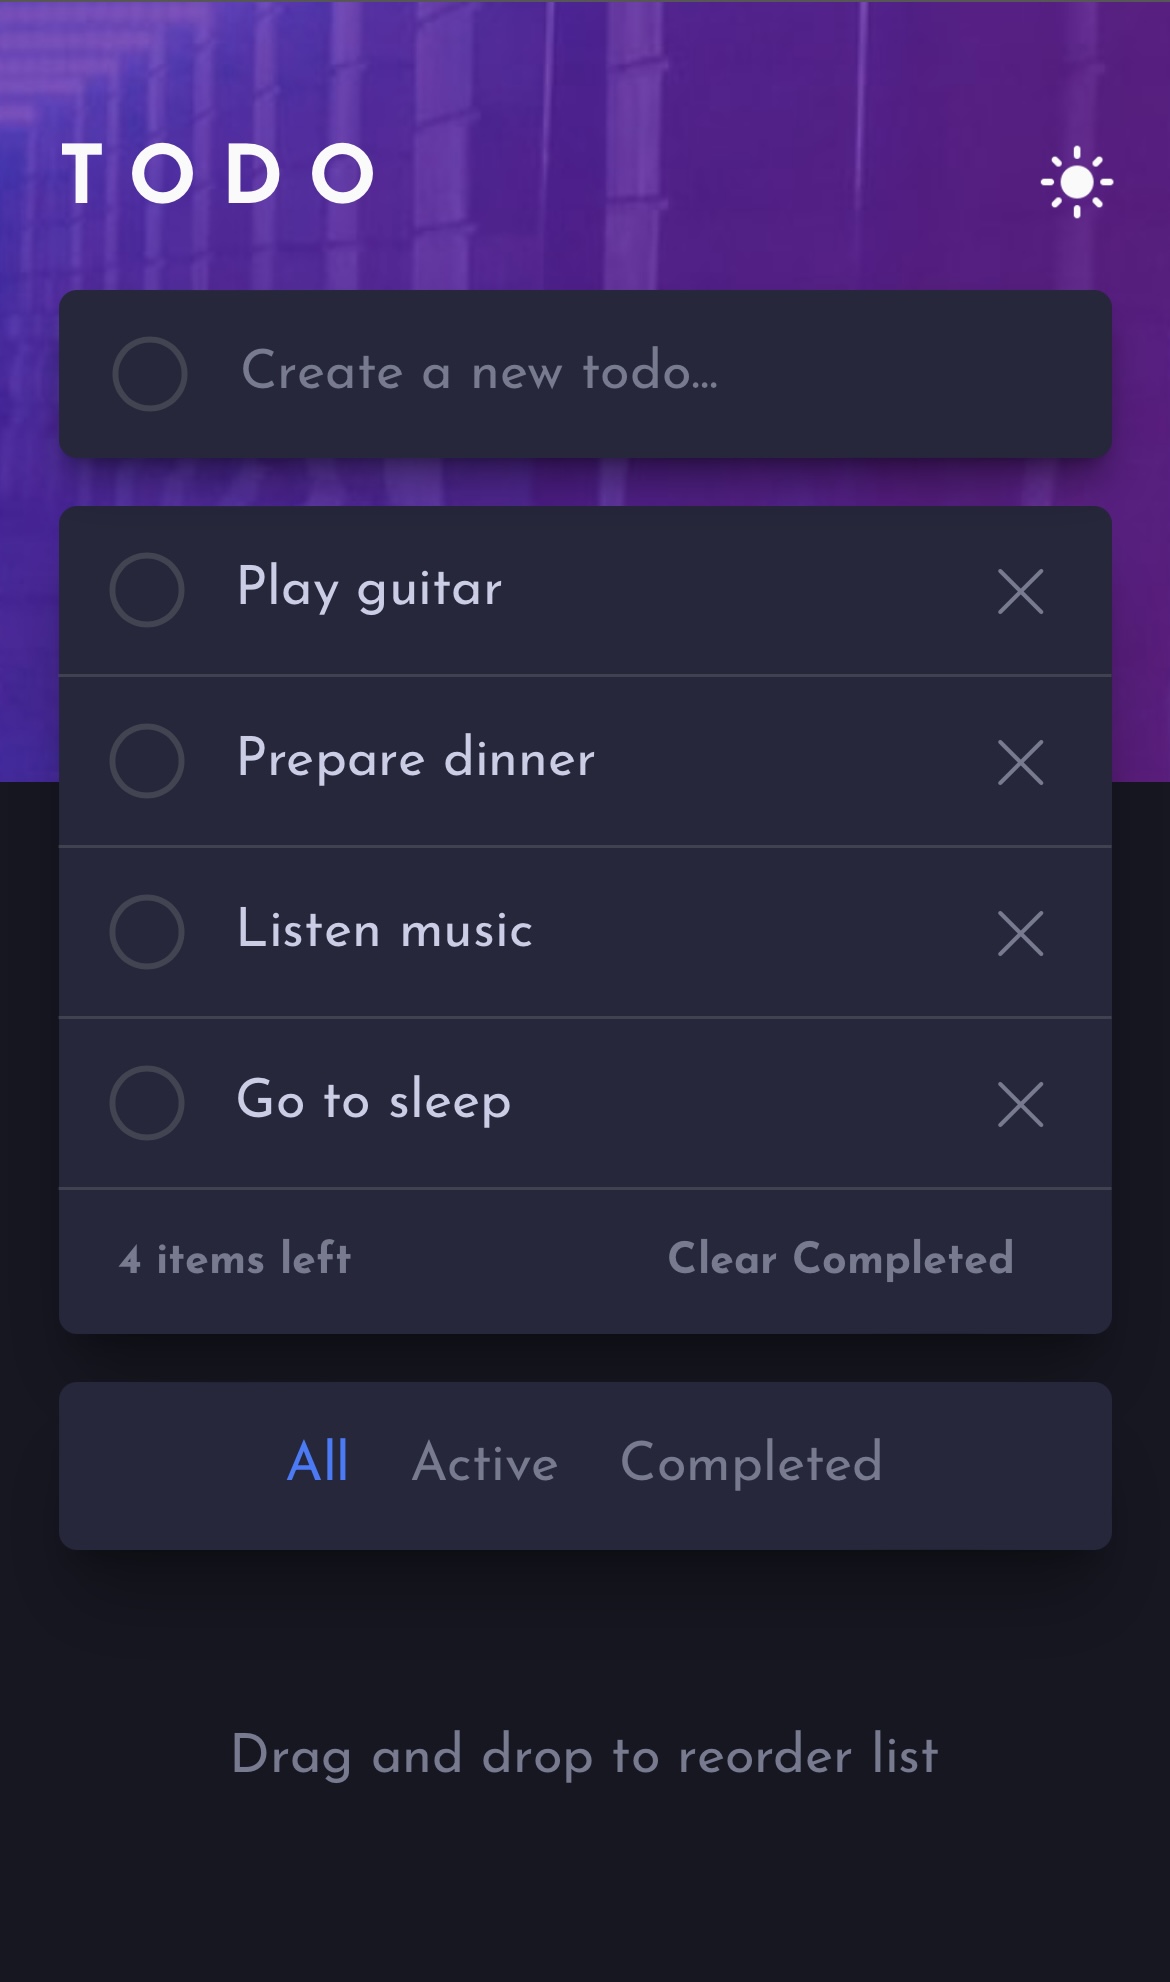 TODO
Create a new todo...
Play guitar
Prepare dinner
Listen music
Go to sleep
4 items left Clear Completed
All Active Completed
Drag and drop to reorder list